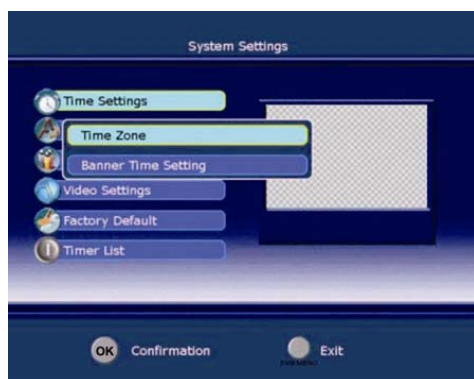 System Settings
Time Settings
Time Zone
Banner Time Setting
Video Settings
Factory Default
Timer List
OK Confirmation
Exit